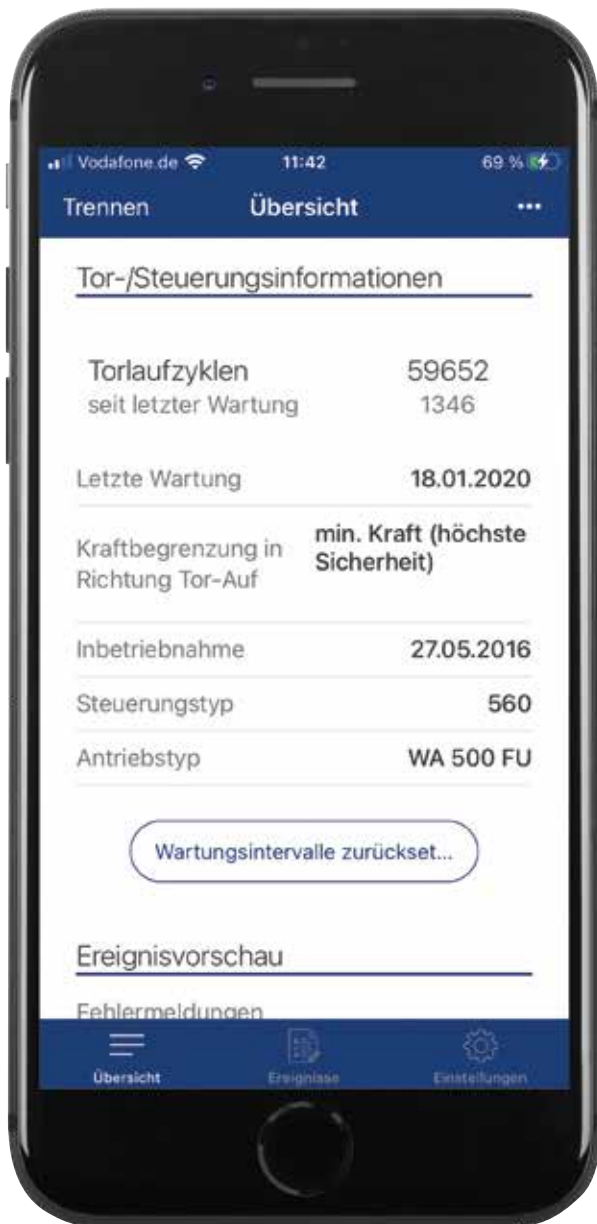 Vodafone.de 11:42 69 %
Trennen Übersicht ...
Tor-/Steuerungsinformationen
Torlaufzyklen 59652
seit letzter Wartung 1346
Letzte Wartung 18.01.2020
Kraftbegrenzung in min. Kraft (höchste
Richtung Tor-Auf Sicherheit)
Inbetriebnahme 27.05.2016
Steuerungstyp 560
Antriebstyp WA 500 FU
Wartungsintervalle zurückset...
Ereignisvorschau
Fehlermeldungen
Übersicht Ereignisse Einstellungen